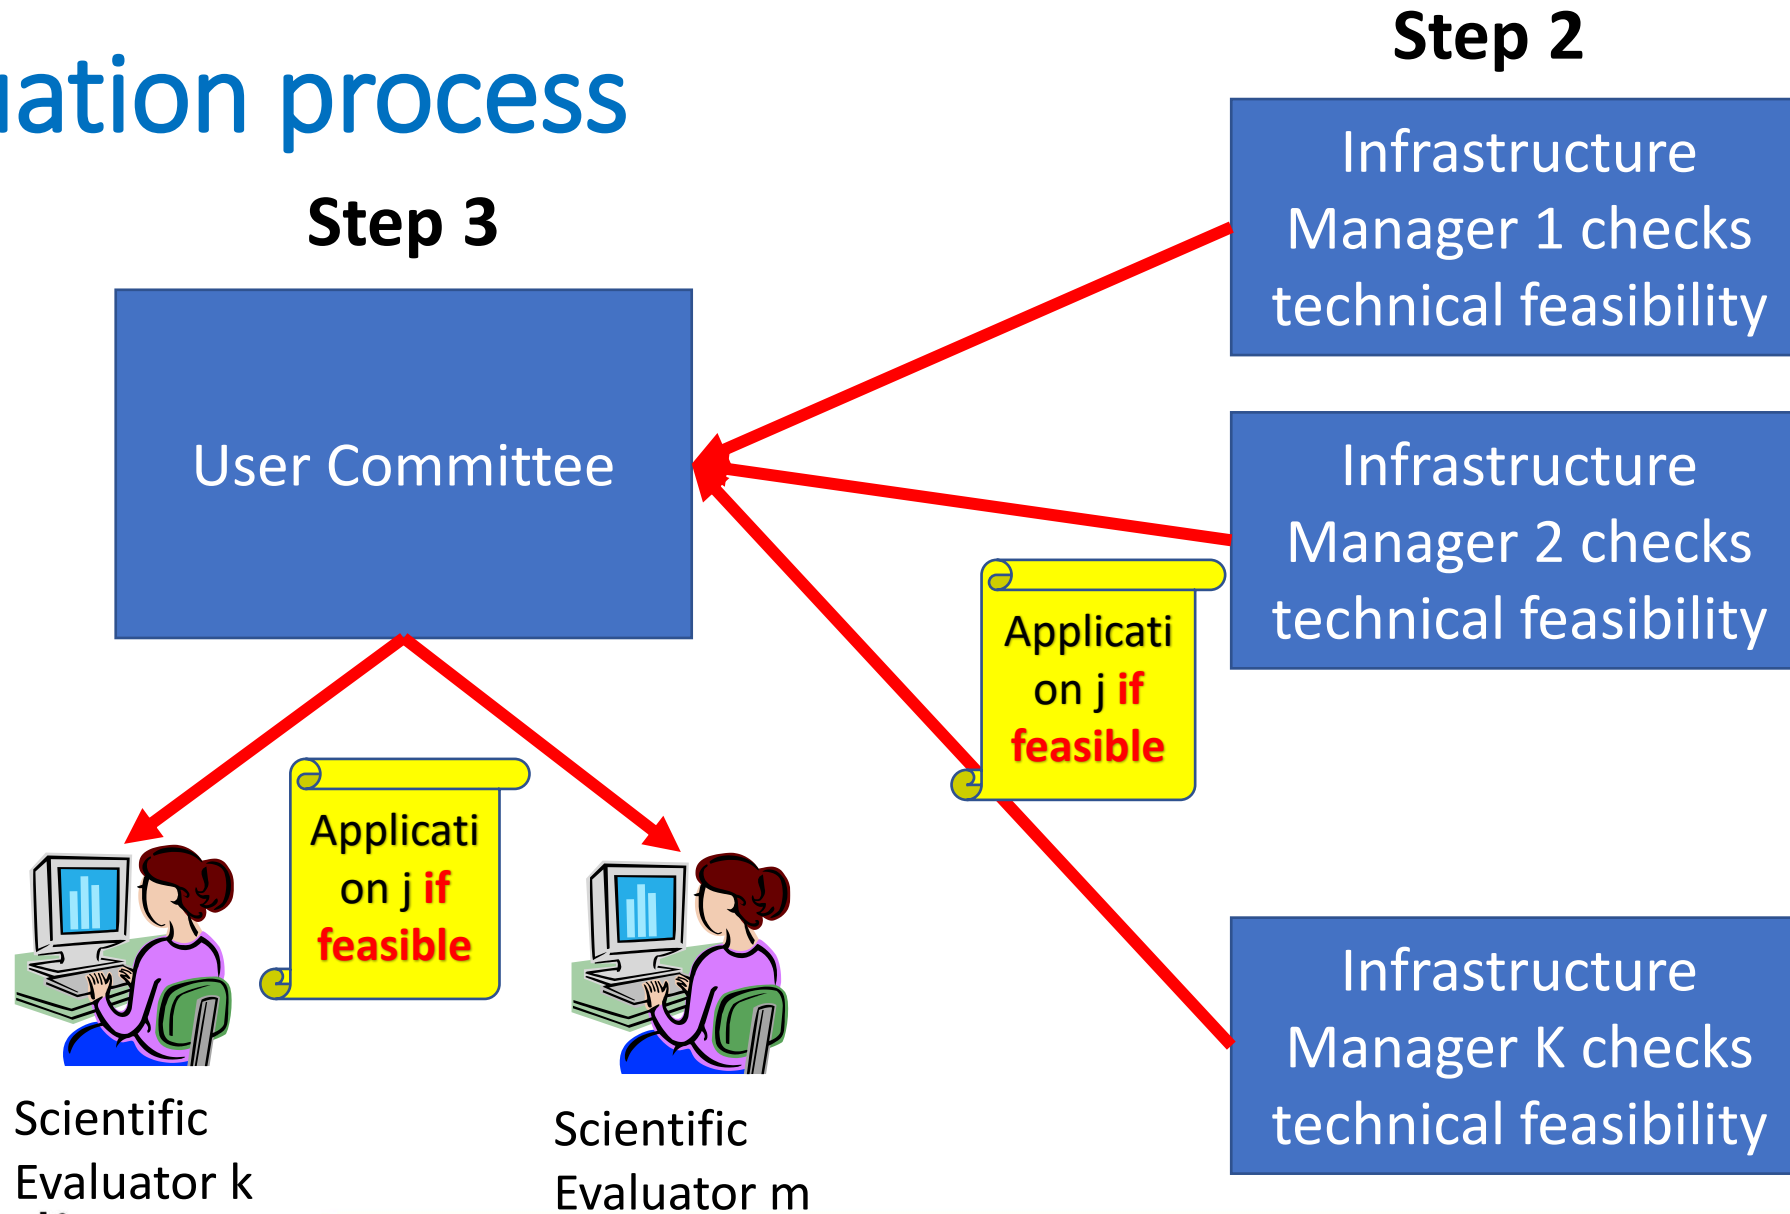 uation process
Step 2
Step 3
Infrastructure
Manager 1 checks
technical feasibility
User Committee
Infrastructure
Manager 2 checks
technical feasibility
Applicati
on j if
feasible
Applicati
on j if
feasible
Infrastructure
Manager K checks
technical feasibility
Scientific
Evaluator k
Scientific
Evaluator m